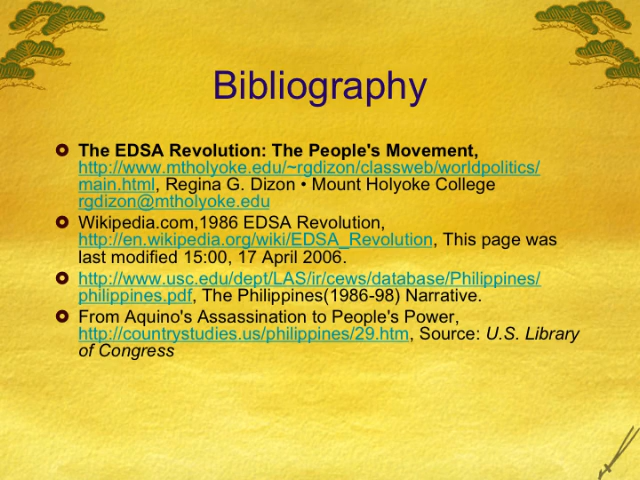 Bibliography
The EDSA Revolution: The People's Movement,
http://www.mtholyoke.edu/~rgdizon/classweb/worldpolitics/
main.html, Regina G. Dizon • Mount Holyoke College
rgdizon@mtholyoke.edu
Wikipedia.com,1986 EDSA Revolution,
http://en.wikipedia.org/wiki/EDSA_Revolution, This page was
last modified 15:00, 17 April 2006.
http://www.usc.edu/dept/LAS/ir/cews/database/Philippines/
philippines.pdf, The Philippines(1986-98) Narrative.
From Aquino's Assassination to People's Power,
http://countrystudies.us/philippines/29.htm, Source: U.S. Library
of Congress